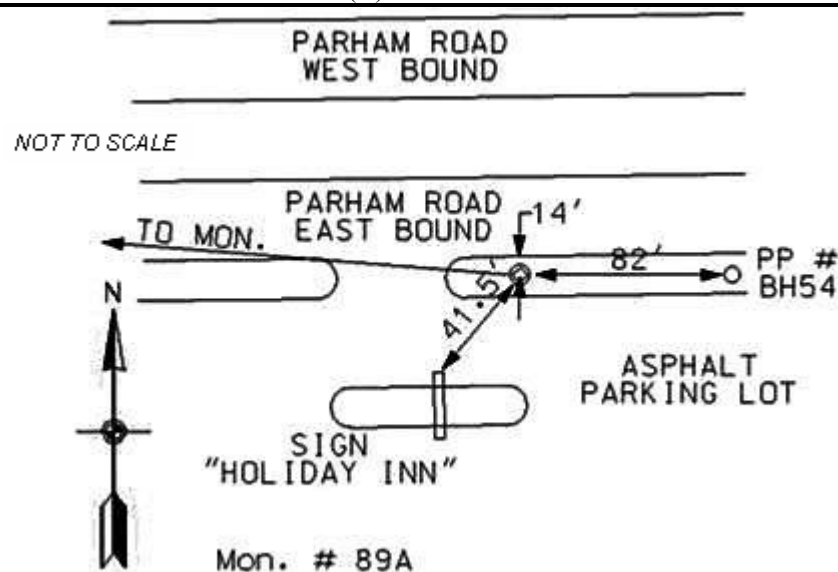 PARHAM ROAD
WEST BOUND
NOT TO SCALE
PARHAM ROAD
EAST BOUND
14'
TO MON.
82'
PP #
BH54
N
41.5'
ASPHALT
PARKING LOT
SIGN
"HOLIDAY INN"
Mon. # 89A